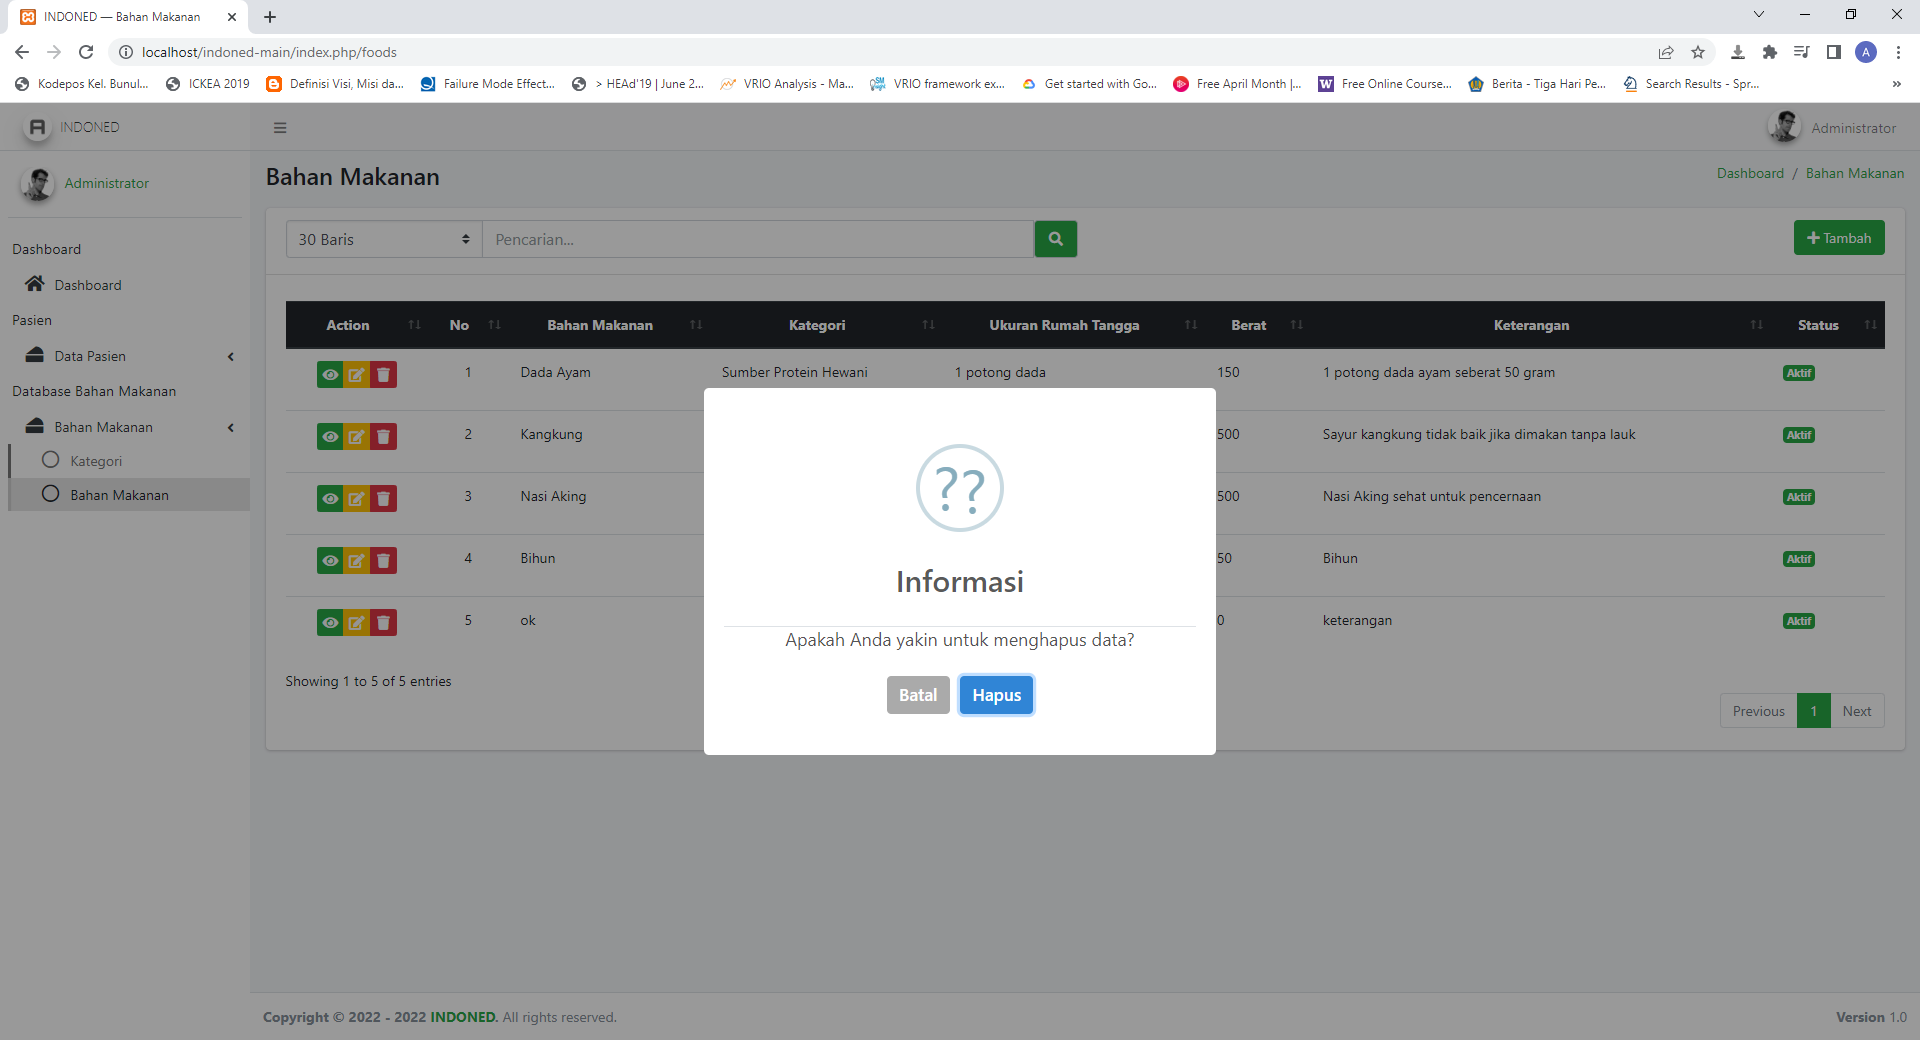 INDONED — Bahan Makanan
localhost/indoned-main/index.php/foods
A
Kodepos Kel. Bunul... ICKEA 2019 Definisi Visi, Misi da... Failure Mode Effect... > HEAd'19 | June 2... VRIO Analysis - Ma... VRIO framework ex... Get started with Go... Free April Month |... Free Online Course... Berita - Tiga Hari Pe... Search Results - Spr... »
INDONED
Administrator
Administrator
Bahan Makanan
Dashboard / Bahan Makanan
30 Baris
Pencarian...
Tambah
Dashboard
Dashboard
Pasien
Data Pasien
Database Bahan Makanan
Bahan Makanan
Kategori
Bahan Makanan
Action No Bahan Makanan Kategori Ukuran Rumah Tangga Berat Keterangan Status
1 Dada Ayam Sumber Protein Hewani 1 potong dada 150 1 potong dada ayam seberat 50 gram Aktif
2 Kangkung 500 Sayur kangkung tidak baik jika dimakan tanpa lauk Aktif
3 Nasi Aking 500 Nasi Aking sehat untuk pencernaan Aktif
4 Bihun 50 Bihun Aktif
5 ok 0 keterangan Aktif
Showing 1 to 5 of 5 entries
Previous 1 Next
??
Informasi
Apakah Anda yakin untuk menghapus data?
Batal Hapus
Copyright © 2022 - 2022 INDONED. All rights reserved.
Version 1.0